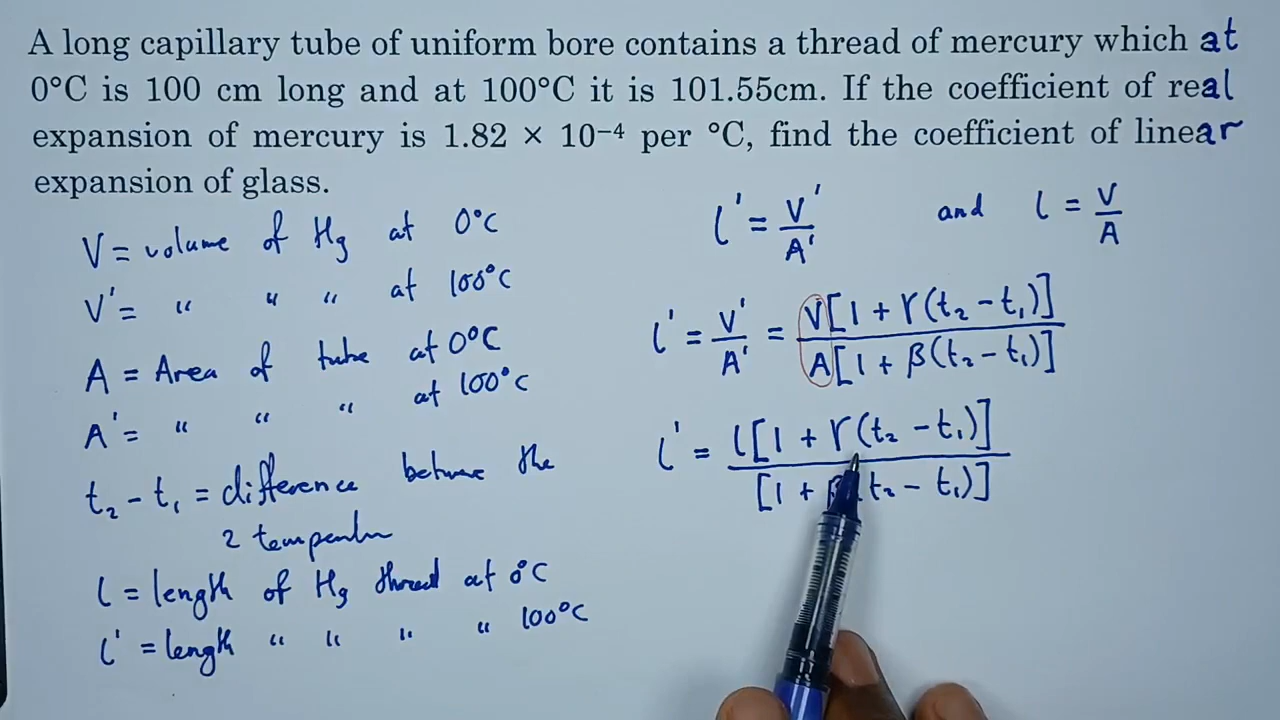 A long capillary tube of uniform bore contains a thread of mercury which at
0°C is 100 cm long and at 100°C it is 101.55cm. If the coefficient of real
expansion of mercury is 1.82 × 10⁻⁴ per °C, find the coefficient of linear
expansion of glass.
V = volume of Hg at 0°C
V' = " " " at 100°C
A = Area of tube at 0°C
A' = " " " at 100°C
t₂ - t₁ = difference between the
2
l = length of Hg thread at 0°C
l' = length " " " " 100°C
l' = V'/A' and l = V/A
l' = V'/A' = V[1 + γ(t₂ - t₁)]/A[1 + β(t₂ - t₁)]
l' = l[1 + γ(t₂ - t₁)]/[1 + β(t₂ - t₁)]